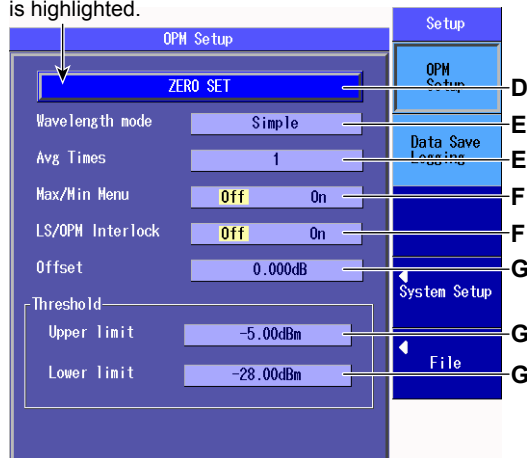 is highlighted.
OPM Setup
ZERO SET
D
Wavelength mode
Simple
E
Avg Times
1
E
Max/Min Menu
Off On
F
LS/OPM Interlock
Off On
F
Offset
0.000dB
G
Threshold
Upper limit
-5.00dBm
G
Lower limit
-28.00dBm
G
Setup
OPM
Setup
Data Save
Logging
System Setup
File